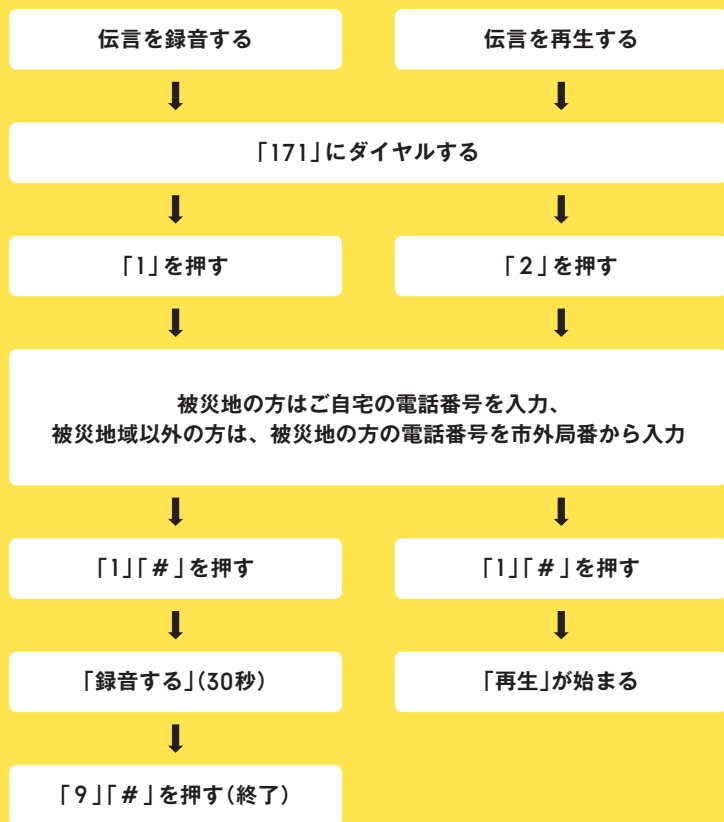 伝言を録音する
伝言を再生する
「171」にダイヤルする
「1」を押す
「2」を押す
被災地の方はご自宅の電話番号を入力、
被災地域以外の方は、被災地の方の電話番号を市外局番から入力
「1」「#」を押す
「1」「#」を押す
「録音する」(30秒)
「再生」が始まる
「9」「#」を押す(終了)